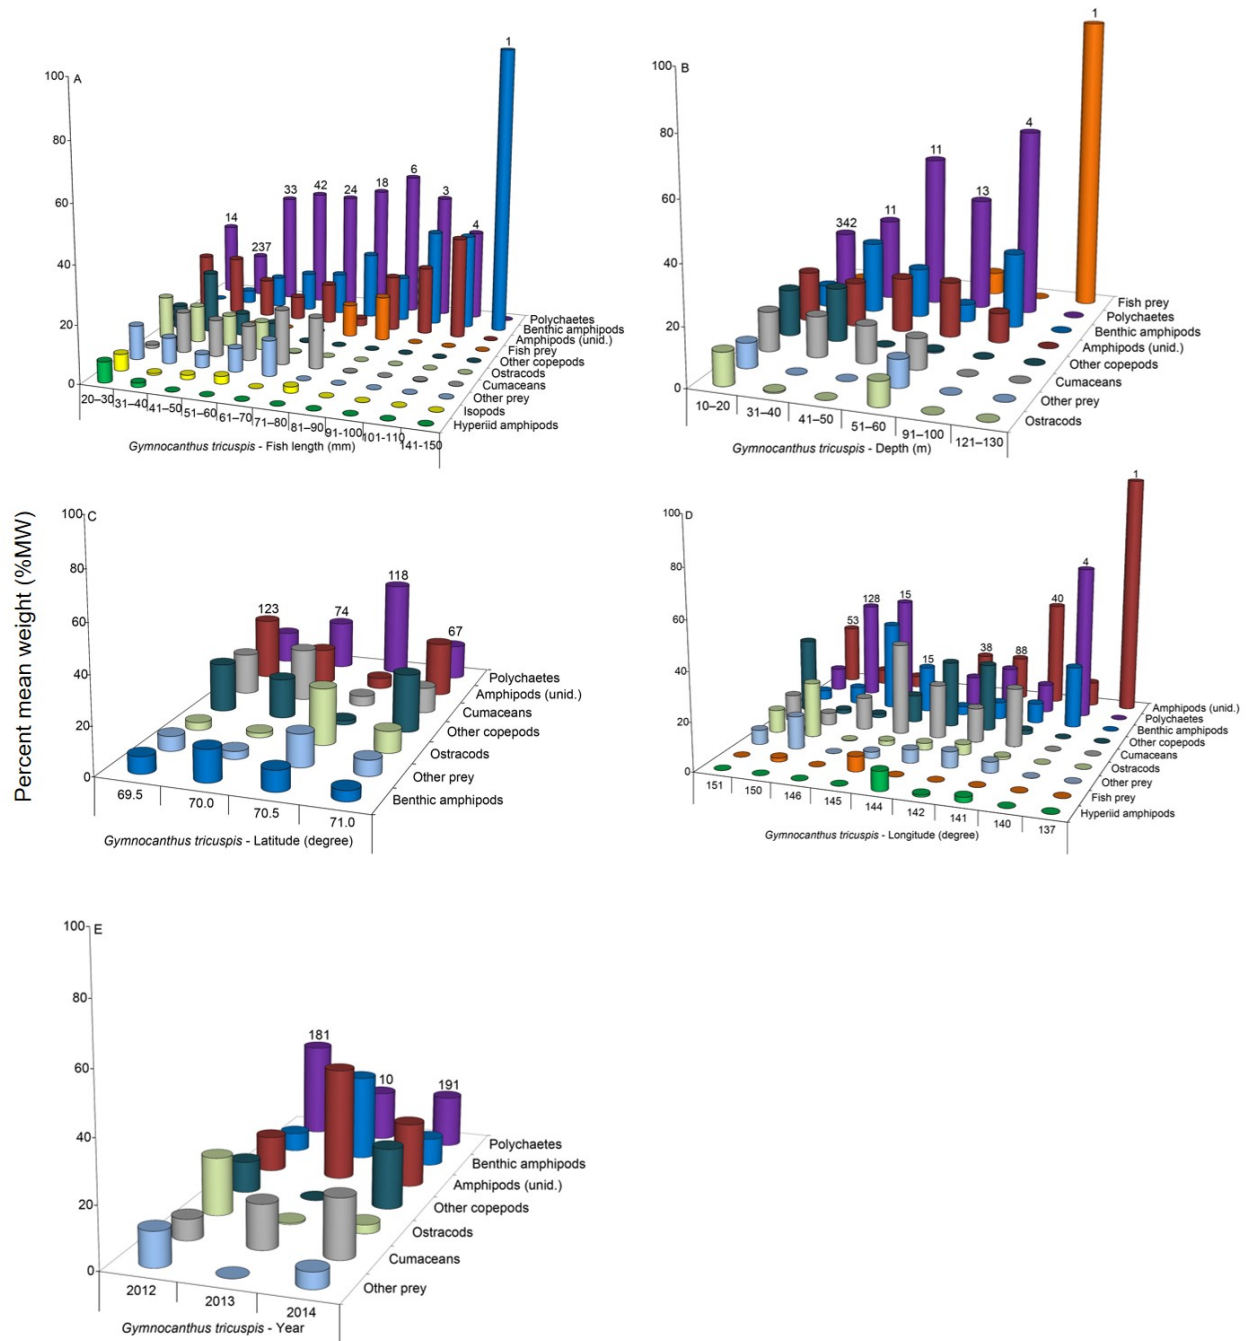 Percent mean weight (%MW)
A
100
80
60
40
20
0
14
237
33
42
24
18
6
3
4
1
20–30
31–40
41–50
51–60
61–70
71–80
81–90
91-100
101-110
141-150
Polychaetes
Benthic amphipods
Amphipods (unid.)
Fish prey
Other copepods
Ostracods
Cumaceans
Other prey
Isopods
Hyperiid amphipods
Gymnocanthus tricuspis - Fish length (mm)
B
100
80
60
40
20
0
342
11
11
13
4
1
10–20
31–40
41–50
51–60
91–100
121–130
Fish prey
Polychaetes
Benthic amphipods
Amphipods (unid.)
Other copepods
Cumaceans
Other prey
Ostracods
Gymnocanthus tricuspis - Depth (m)
C
100
80
60
40
20
0
123
74
118
67
69.5
70.0
70.5
71.0
Polychaetes
Amphipods (unid.)
Cumaceans
Other copepods
Ostracods
Other prey
Benthic amphipods
Gymnocanthus tricuspis - Latitude (degree)
D
100
80
60
40
20
0
53
128
15
15
38
88
40
4
1
151
150
146
145
144
142
141
140
137
Amphipods (unid.)
Polychaetes
Benthic amphipods
Other copepods
Cumaceans
Ostracods
Other prey
Fish prey
Hyperiid amphipods
Gymnocanthus tricuspis - Longitude (degree)
E
100
80
60
40
20
0
181
10
191
2012
2013
2014
Polychaetes
Benthic amphipods
Amphipods (unid.)
Other copepods
Ostracods
Cumaceans
Other prey
Gymnocanthus tricuspis - Year